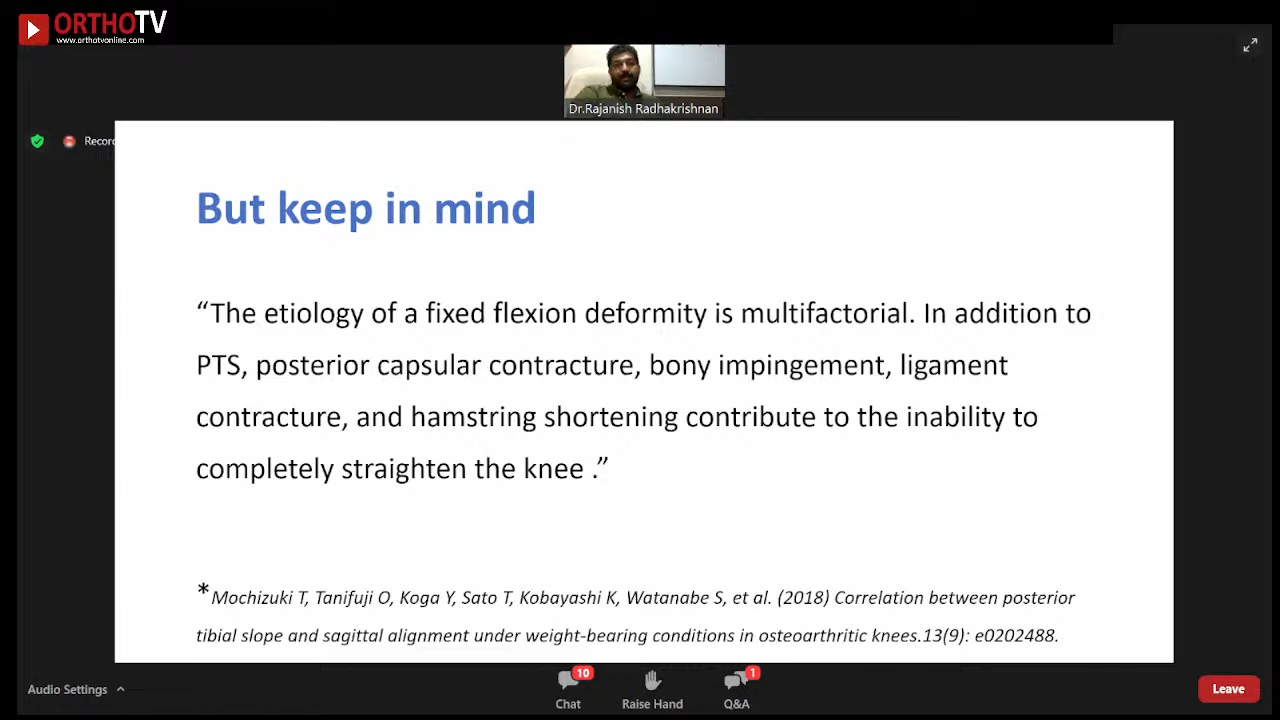 ORTHOTV
www.orthotvonline.com
Dr.Rajanish Radhakrishnan
Recor
But keep in mind
“The etiology of a fixed flexion deformity is multifactorial. In addition to
PTS, posterior capsular contracture, bony impingement, ligament
contracture, and hamstring shortening contribute to the inability to
completely straighten the knee .”
*Mochizuki T, Tanifuji O, Koga Y, Sato T, Kobayashi K, Watanabe S, et al. (2018) Correlation between posterior
tibial slope and sagittal alignment under weight-bearing conditions in osteoarthritic knees.13(9): e0202488.
Audio Settings
10
Chat
Raise Hand
1
Q&A
Leave